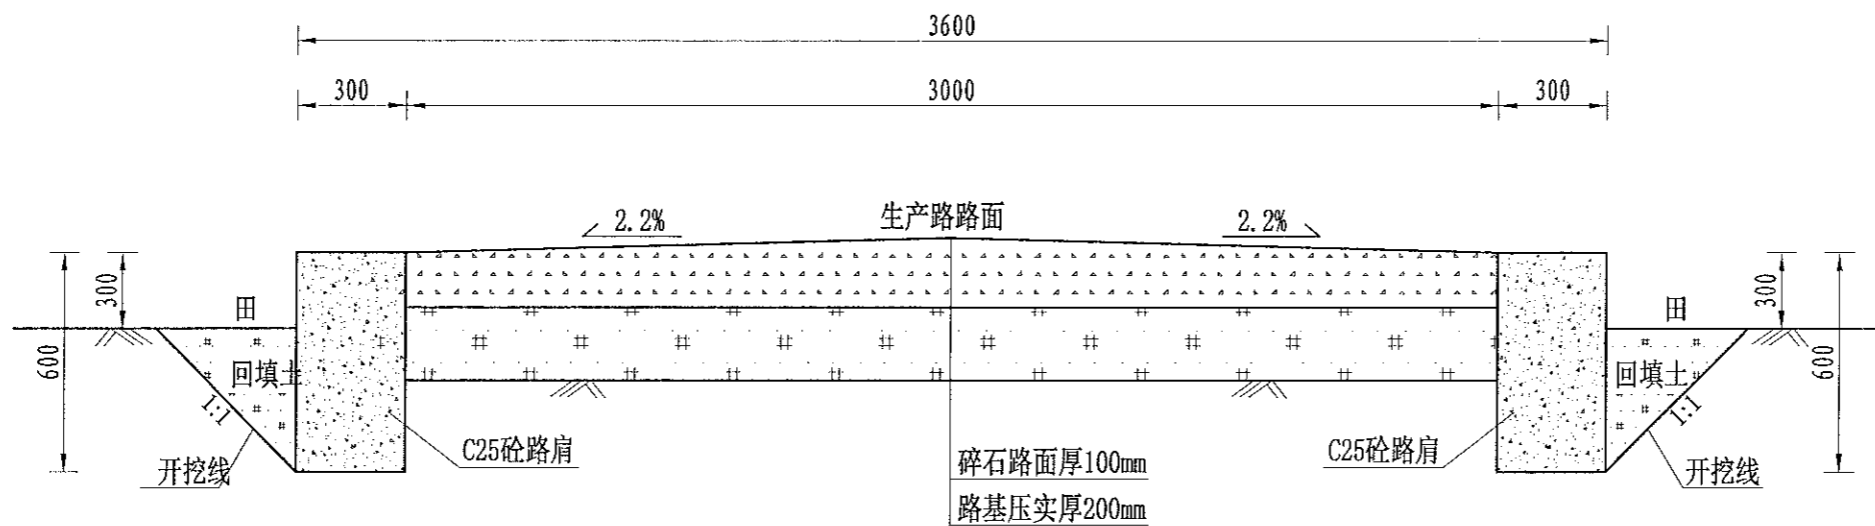 3600
300
3000
300
2.2%
生产路路面
2.2%
300
田
600
回填土
1:1
开挖线
C25砼路肩
碎石路面厚100mm
路基压实厚200mm
C25砼路肩
300
田
600
回填土
1:1
开挖线